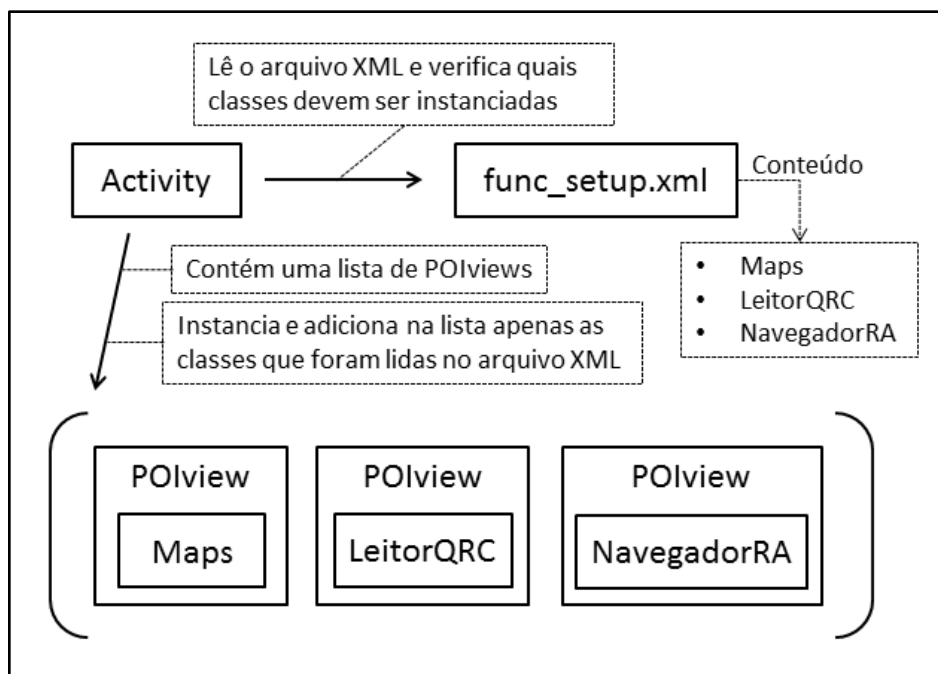 Lê o arquivo XML e verifica quais
classes devem ser instanciadas
Activity
func_setup.xml
Conteúdo
• Maps
• LeitorQRC
• NavegadorRA
Contém uma lista de POIviews
Instancia e adiciona na lista apenas as
classes que foram lidas no arquivo XML
POIview
Maps
POIview
LeitorQRC
POIview
NavegadorRA